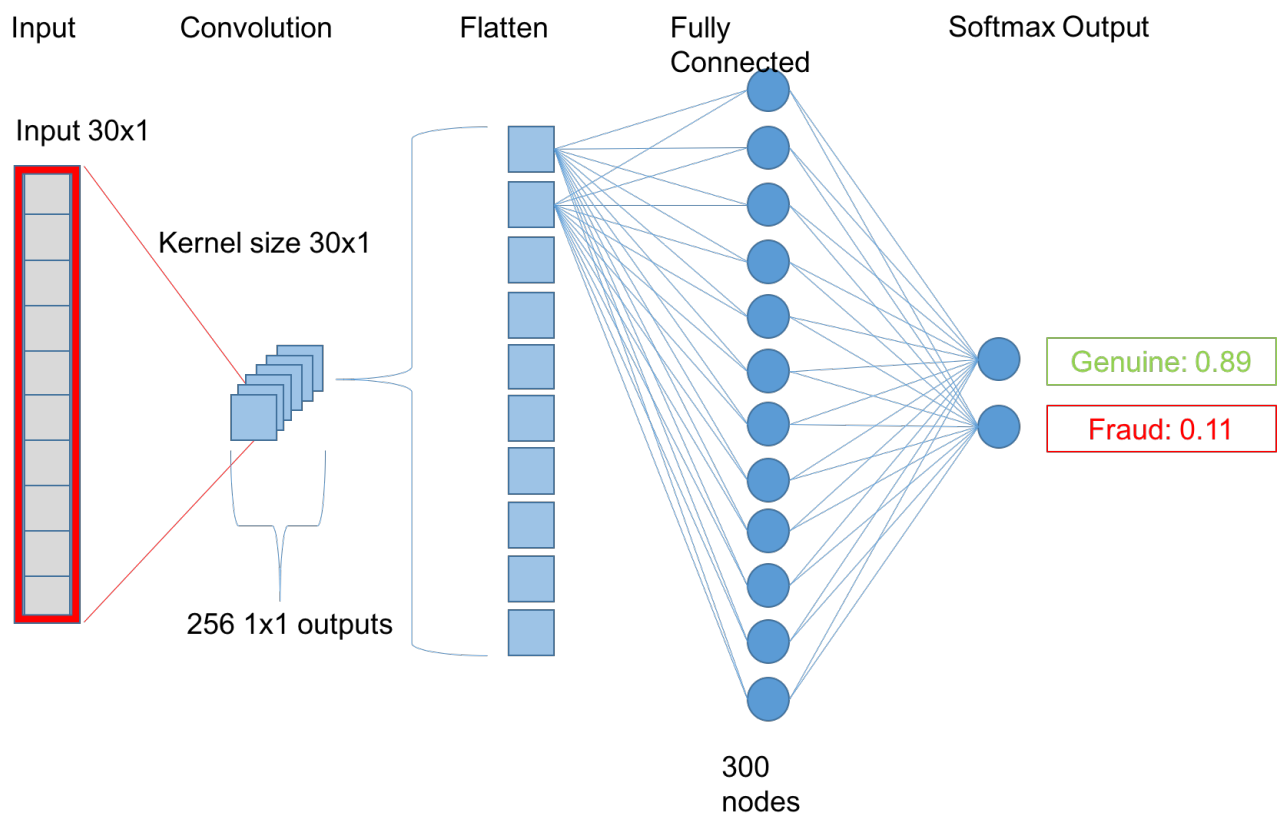 Input
Convolution
Flatten
Fully
Connected
Softmax Output
Input 30x1
Kernel size 30x1
Genuine: 0.89
Fraud: 0.11
256 1x1 outputs
300
nodes